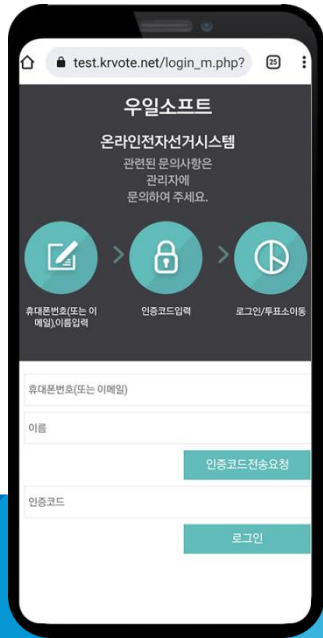 test.krvote.net/login_m.php?
25
우일소프트
온라인전자선거시스템
관련된 문의사항은
관리자에
문의하여 주세요.
휴대폰번호(또는 이
메일),이름입력
인증코드입력
로그인/투표소이동
휴대폰번호(또는 이메일)
이름
인증코드전송요청
인증코드
로그인